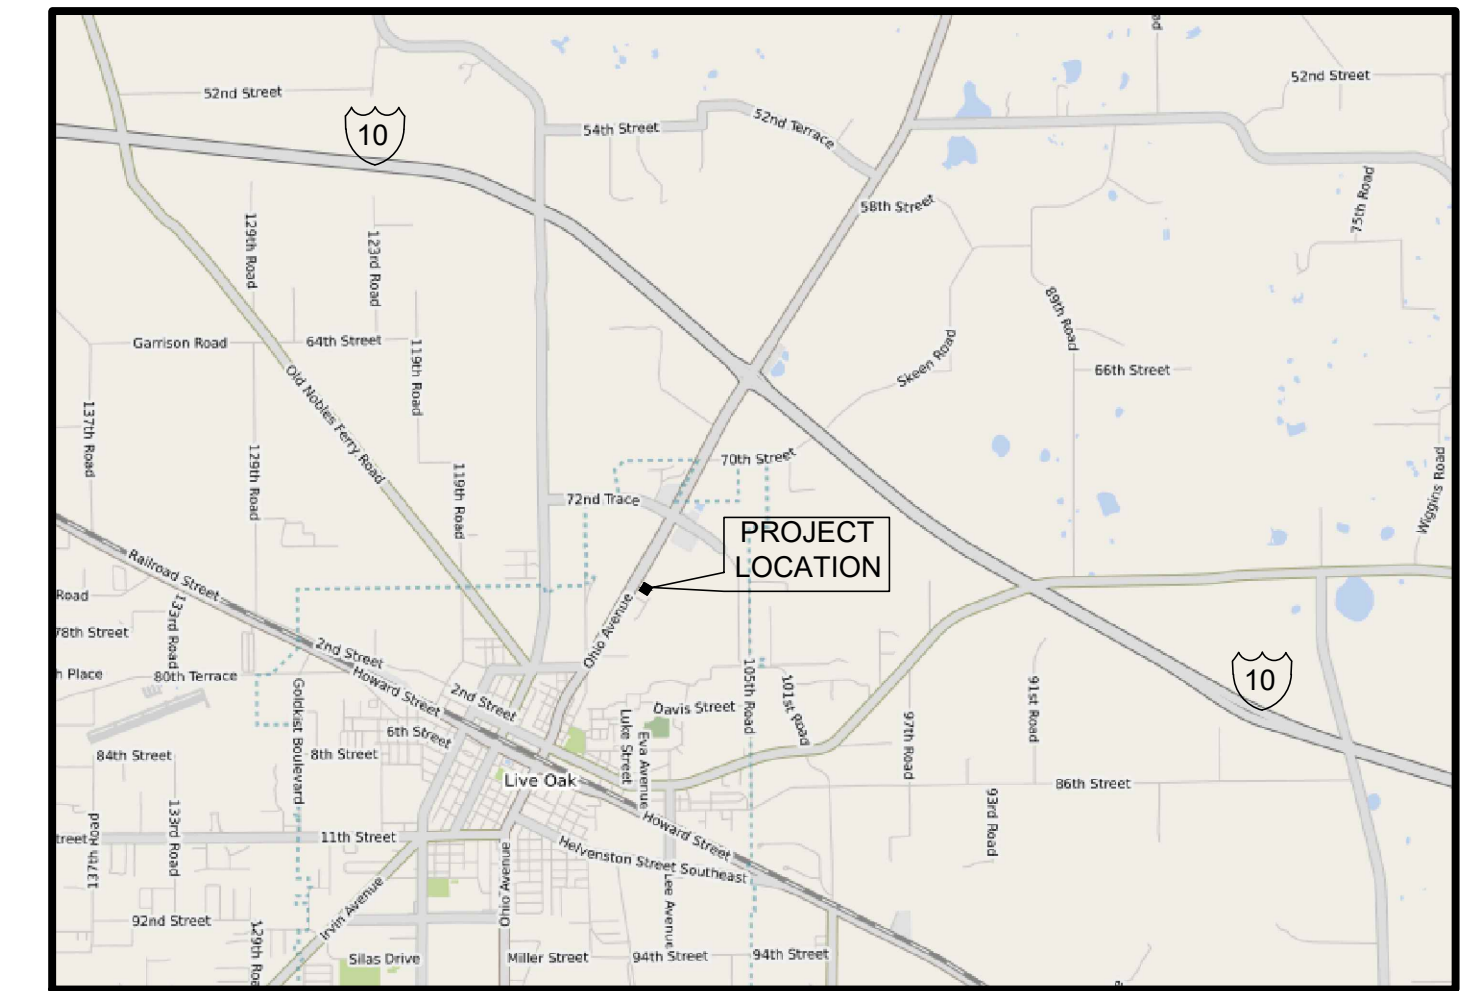 52nd Street
10
54th Street
52nd Terrace
52nd Street
58th Street
75th Road
129th Road
123rd Road
89th Road
Garrison Road
64th Street
119th Road
Skeen Road
66th Street
Old Nobles Ferry Road
137th Road
129th Road
119th Road
70th Street
Wiggins Road
72nd Trace
PROJECT
LOCATION
Railroad Street
Road
133rd Road
Ohio Avenue
78th Street
2nd Street
Place
80th Terrace
Howard Street
2nd Street
Goldkist Boulevard
105th Road
101st Road
91st Road
10
Davis Street
Luke Street
Eva Avenue
97th Road
6th Street
84th Street
8th Street
Live Oak
86th Street
93rd Road
133rd Road
137th Road
treet
11th Street
Howard Street
Helvenston Street Southeast
Ohio Avenue
Lee Avenue
Irvin Avenue
92nd Street
129th Roa
Silas Drive
Miller Street
94th Street
94th Street